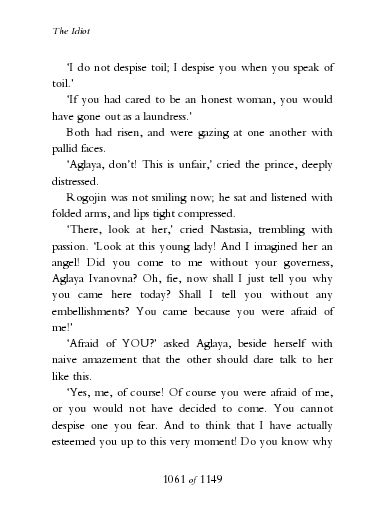 The Idiot
‘I do not despise toil; I despise you when you speak of
toil.’
‘If you had cared to be an honest woman, you would
have gone out as a laundress.’
Both had risen, and were gazing at one another with
pallid faces.
‘Aglaya, don’t! This is unfair,’ cried the prince, deeply
distressed.
Rogojin was not smiling now; he sat and listened with
folded arms, and lips tight compressed.
‘There, look at her,’ cried Nastasia, trembling with
passion. ‘Look at this young lady! And I imagined her an
angel! Did you come to me without your governess,
Aglaya Ivanovna? Oh, fie, now shall I just tell you why
you came here today? Shall I tell you without any
embellishments? You came because you were afraid of
me!’
‘Afraid of YOU?’ asked Aglaya, beside herself with
naive amazement that the other should dare talk to her
like this.
‘Yes, me, of course! Of course you were afraid of me,
or you would not have decided to come. You cannot
despise one you fear. And to think that I have actually
esteemed you up to this very moment! Do you know why
1061 of 1149